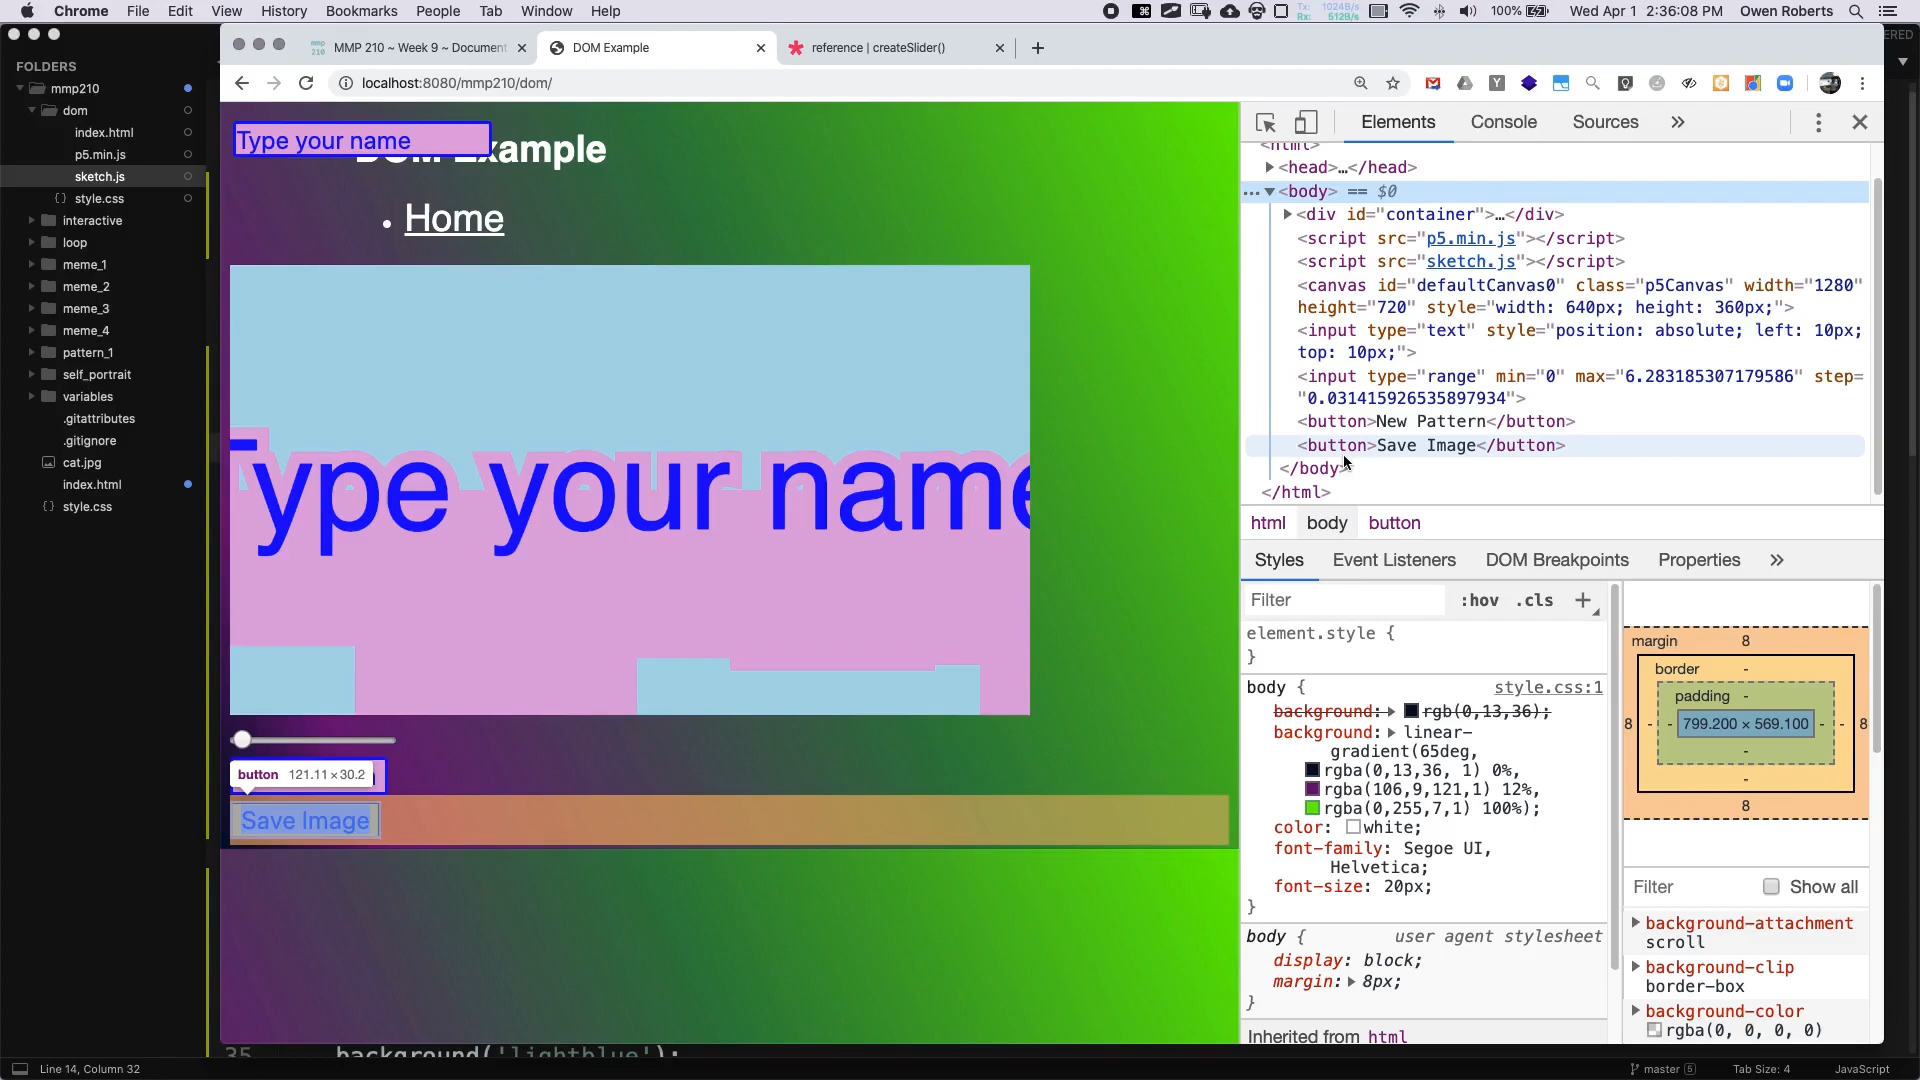 Chrome File Edit View History Bookmarks People Tab Window Help
Tx: 1024B/s
Rx: 512B/s
100% Wed Apr 1 2:36:08 PM Owen Roberts
FOLDERS
mmp210
dom
index.html
p5.min.js
sketch.js
style.css
interactive
loop
meme_1
meme_2
meme_3
meme_4
pattern_1
self_portrait
variables
.gitattributes
.gitignore
cat.jpg
index.html
style.css
MMP 210 ~ Week 9 ~ Document
DOM Example
reference | createSlider()
localhost:8080/mmp210/dom/
Type your name
DOM Example
Home
Type your name
button 121.11×30.2
Save Image
35 background('lightblue');
Elements Console Sources
<html>
<head>…</head>
<body> == $0
<div id="container">…</div>
<script src="p5.min.js"></script>
<script src="sketch.js"></script>
<canvas id="defaultCanvas0" class="p5Canvas" width="1280"
height="720" style="width: 640px; height: 360px;">
<input type="text" style="position: absolute; left: 10px;
top: 10px;">
<input type="range" min="0" max="6.283185307179586" step=
"0.031415926535897934">
<button>New Pattern</button>
<button>Save Image</button>
</body>
</html>
html body button
Styles Event Listeners DOM Breakpoints Properties
Filter :hov .cls
element.style {
}
body { style.css:1
background: rgb(0,13,36);
background: linear-
gradient(65deg,
rgba(0,13,36, 1) 0%,
rgba(106,9,121,1) 12%,
rgba(0,255,7,1) 100%);
color: white;
font-family: Segoe UI,
Helvetica;
font-size: 20px;
}
body { user agent stylesheet
display: block;
margin: 8px;
}
Inherited from html
margin 8
border -
padding -
8 - - 799.200 × 569.100 - - 8
-
-
8
Filter Show all
background-attachment
scroll
background-clip
border-box
background-color
rgba(0, 0, 0, 0)
Line 14, Column 32
master 5 Tab Size: 4 JavaScript